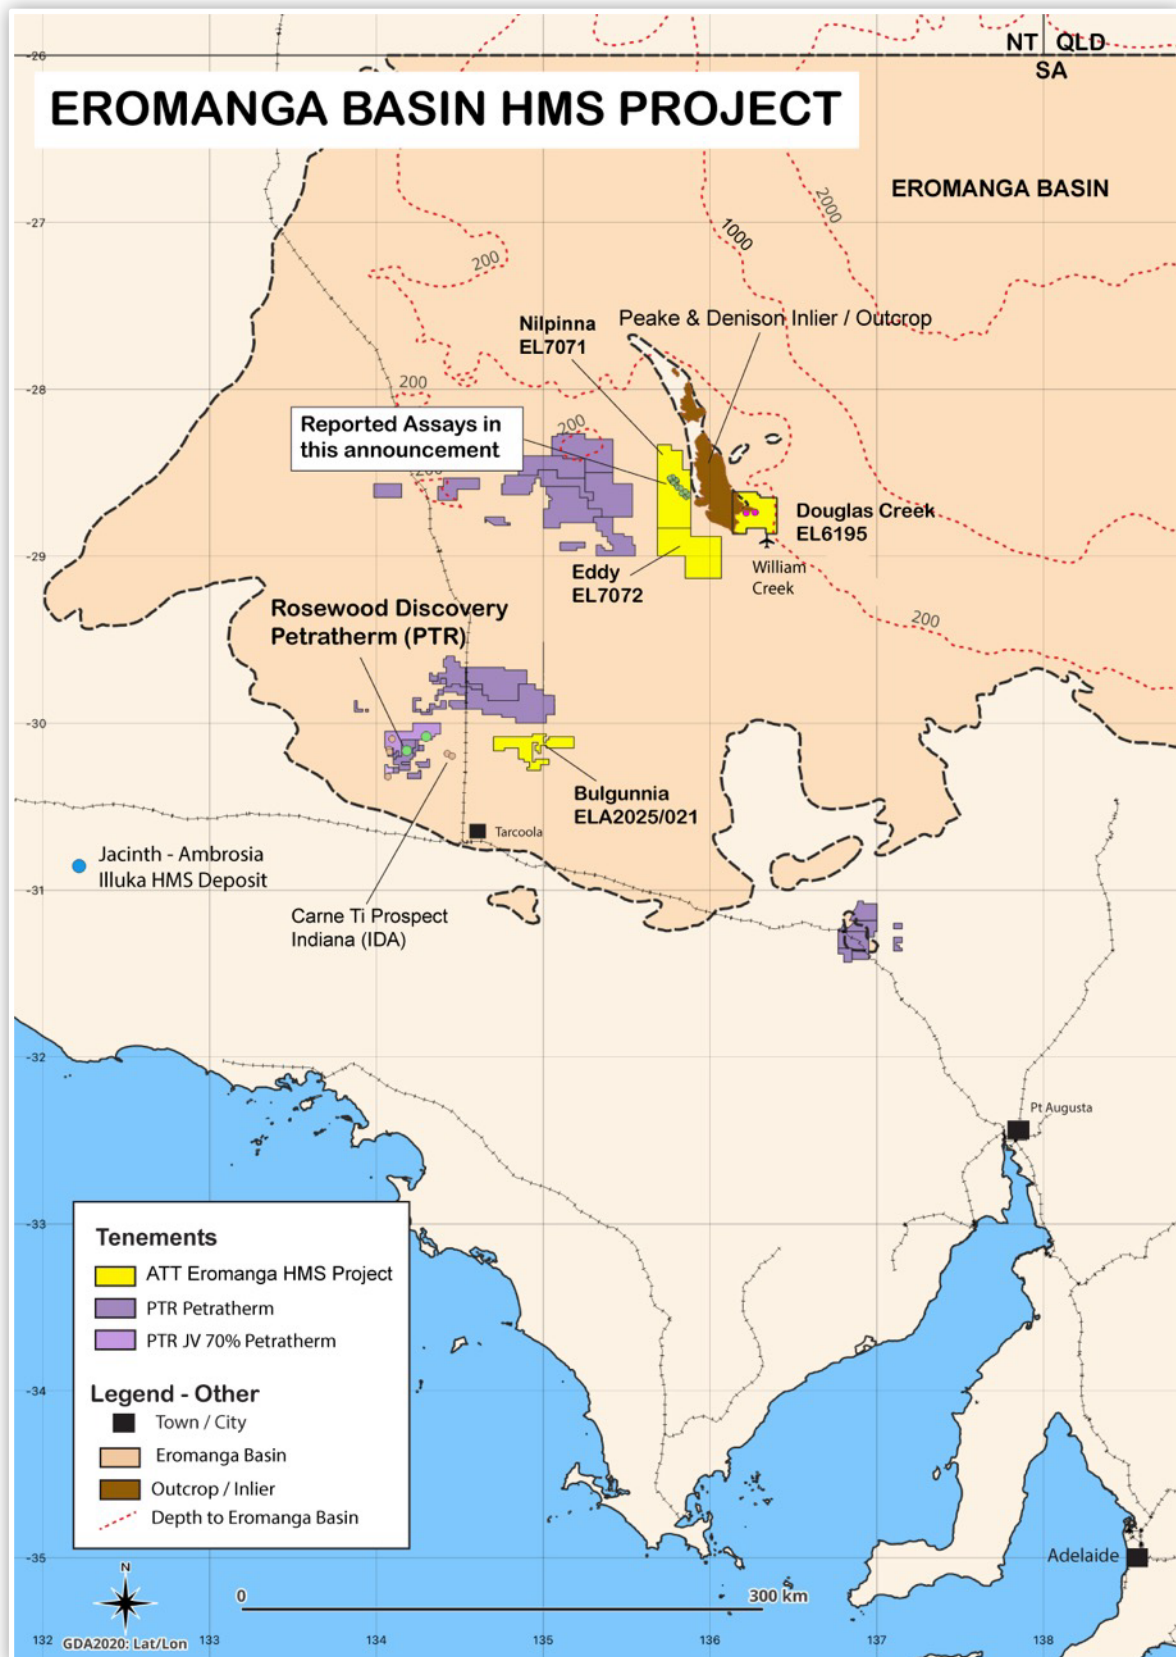 NT QLD
SA
-26
EROMANGA BASIN HMS PROJECT
EROMANGA BASIN
2000
-27
1000
200
Nilpinna
EL7071
Peake & Denison Inlier / Outcrop
-28
200
Reported Assays in
this announcement
200
200
Douglas Creek
EL6195
-29
William
Creek
Eddy
EL7072
Rosewood Discovery
Petratherm (PTR)
200
-30
Bulgunnia
ELA2025/021
Tarcoola
Jacinth - Ambrosia
Illuka HMS Deposit
-31
Carne Ti Prospect
Indiana (IDA)
-32
Pt Augusta
-33
Tenements
ATT Eromanga HMS Project
PTR Petratherm
PTR JV 70% Petratherm
-34
Legend - Other
Town / City
Eromanga Basin
Outcrop / Inlier
Depth to Eromanga Basin
-35
Adelaide
N
0 300 km
132 133 134 135 136 137 138
GDA2020: Lat/Lon